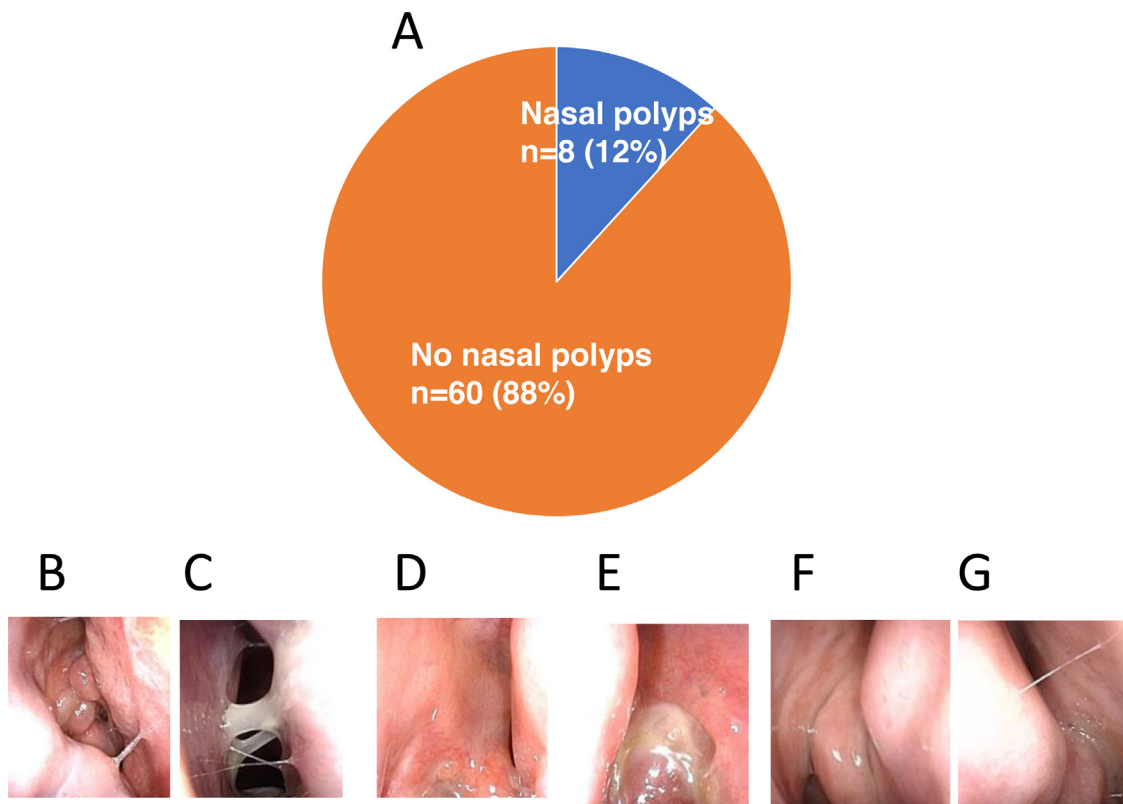 A
Nasal polyps
n=8 (12%)
No nasal polyps
n=60 (88%)
B C D E F G